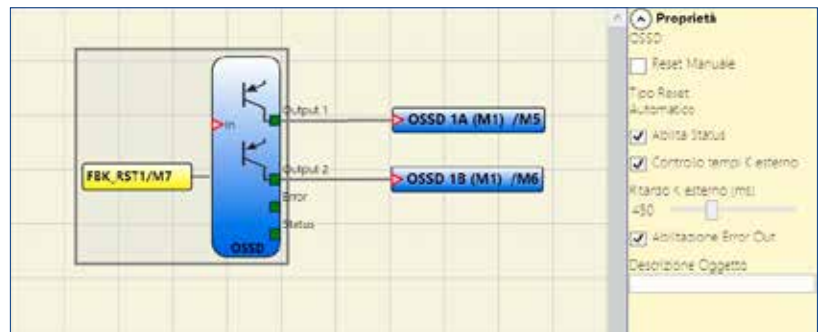 Output 1
In
OSSD 1A (M1) /M5
FBK_RST1/M7
Output 2
OSSD 1B (M1) /M6
Error
Status
OSSD
Proprietà
OSSD
Reset Manuale
Tipo Reset:
Automatico
Abilita Status
Controllo tempi K esterno
Ritardo K esterno (ms)
450
Abilitazione Error Out
Descrizione Oggetto